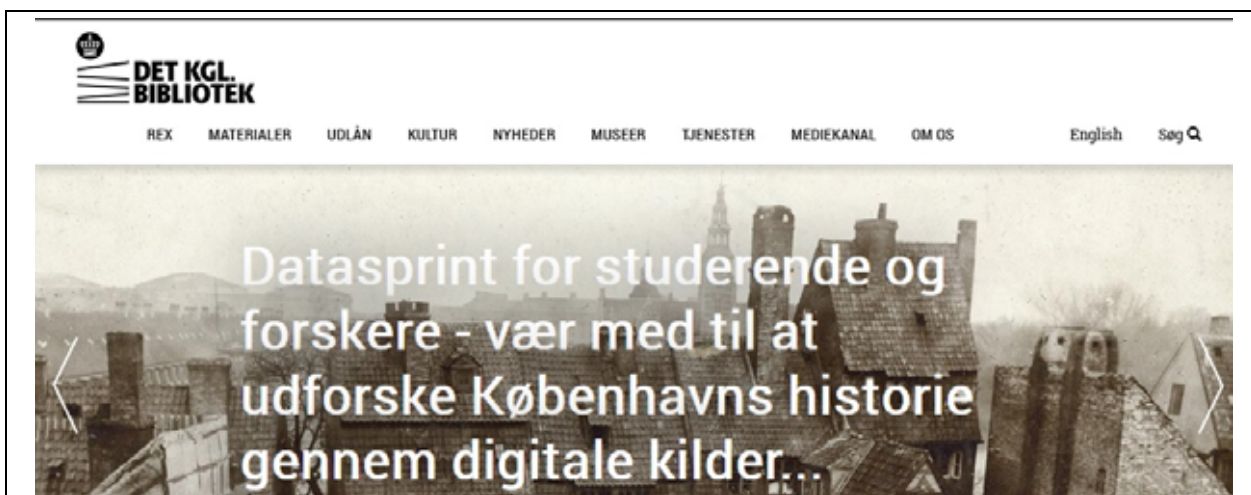 DET KGL.
BIBLIOTEK
REX MATERIALER UDLÅN KULTUR NYHEDER MUSEER TJENESTER MEDIEKANAL OM OS English Søg
Datasprint for studerende og
forskere - vær med til at
udforske Københavns historie
gennem digitale kilder...